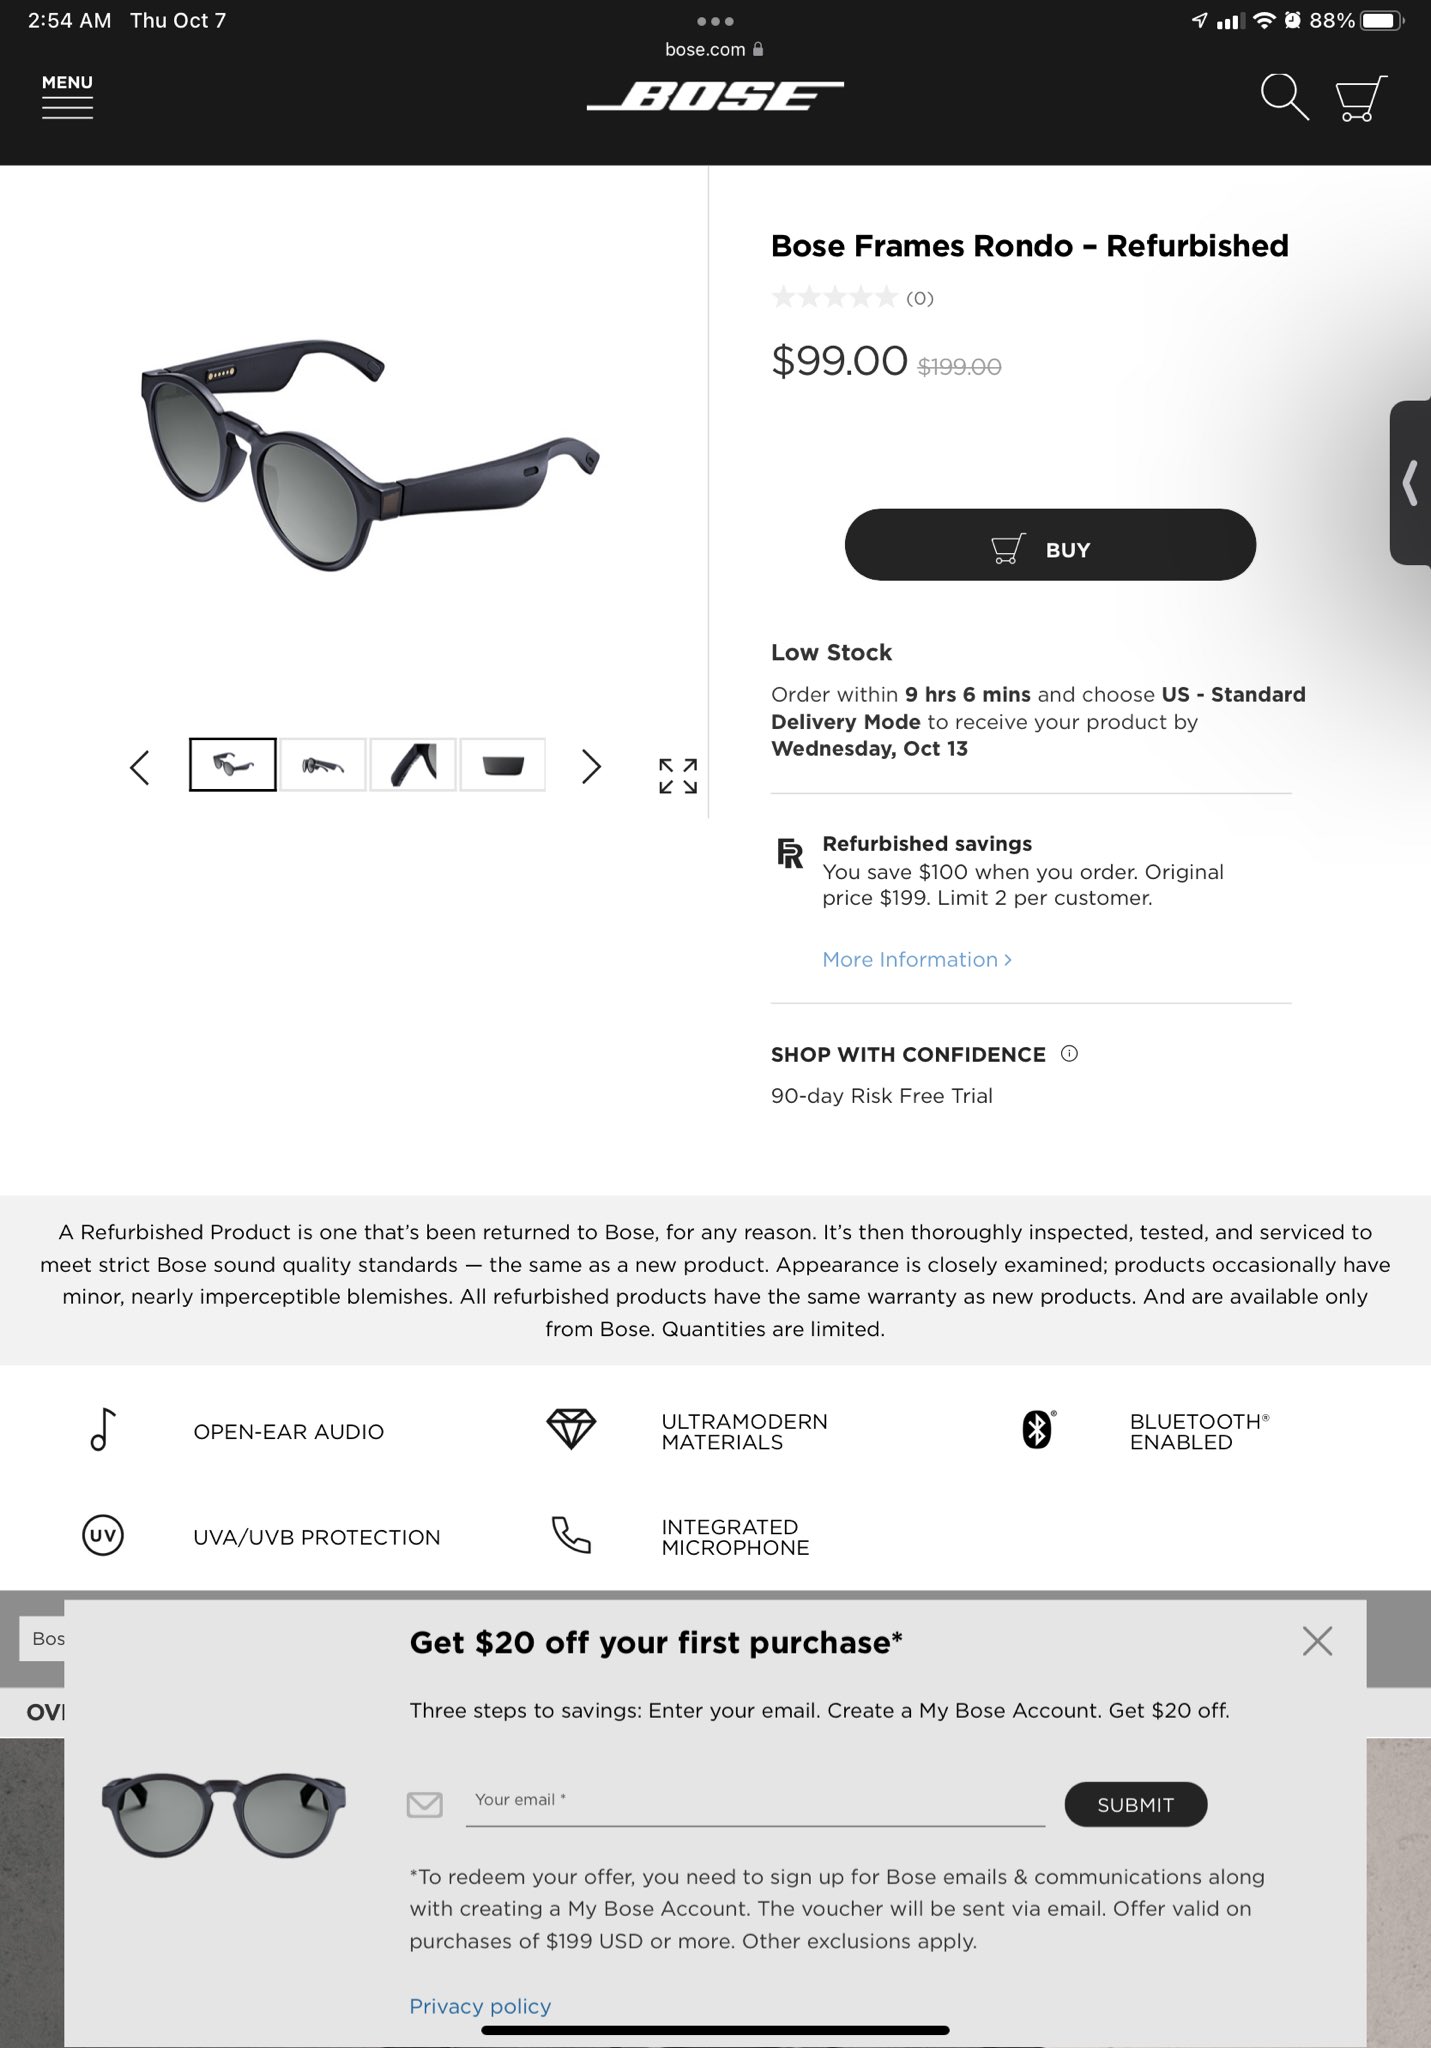 2:54 AM Thu Oct 7
88%
bose.com
MENU
BOSE
Bose Frames Rondo – Refurbished
(0)
$99.00 $199.00
BUY
Low Stock
Order within 9 hrs 6 mins and choose US - Standard
Delivery Mode to receive your product by
Wednesday, Oct 13
Refurbished savings
You save $100 when you order. Original
price $199. Limit 2 per customer.
More Information >
SHOP WITH CONFIDENCE
90-day Risk Free Trial
A Refurbished Product is one that’s been returned to Bose, for any reason. It’s then thoroughly inspected, tested, and serviced to
meet strict Bose sound quality standards — the same as a new product. Appearance is closely examined; products occasionally have
minor, nearly imperceptible blemishes. All refurbished products have the same warranty as new products. And are available only
from Bose. Quantities are limited.
OPEN-EAR AUDIO
ULTRAMODERN
MATERIALS
BLUETOOTH®
ENABLED
UV
UVA/UVB PROTECTION
INTEGRATED
MICROPHONE
Bos
OV
Get $20 off your first purchase*
Three steps to savings: Enter your email. Create a My Bose Account. Get $20 off.
Your email *
SUBMIT
*To redeem your offer, you need to sign up for Bose emails & communications along
with creating a My Bose Account. The voucher will be sent via email. Offer valid on
purchases of $199 USD or more. Other exclusions apply.
Privacy policy